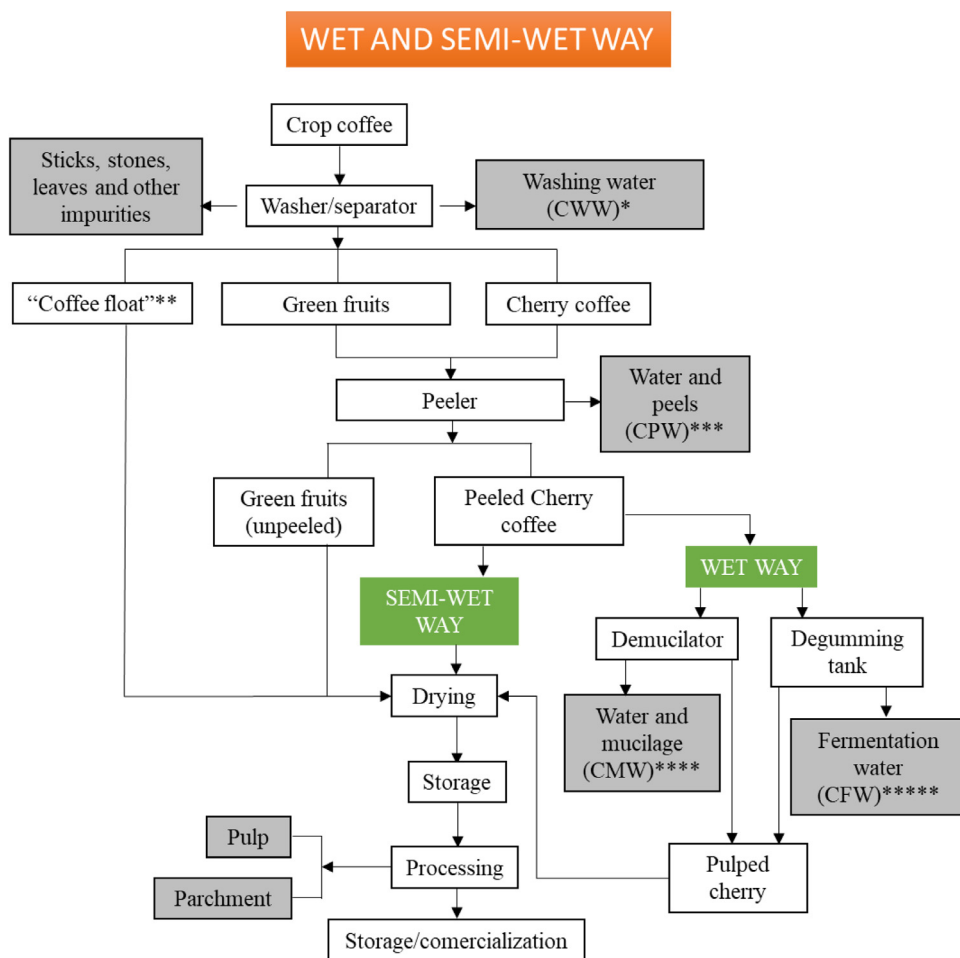 WET AND SEMI-WET WAY
Crop coffee
Sticks, stones,
leaves and other
impurities
Washer/separator
Washing water
(CWW)*
“Coffee float”**
Green fruits
Cherry coffee
Peeler
Water and
peels
(CPW)***
Green fruits
(unpeeled)
Peeled Cherry
coffee
SEMI-WET
WAY
WET WAY
Demucilator
Degumming
tank
Drying
Water and
mucilage
(CMW)****
Fermentation
water
(CFW)*****
Storage
Pulp
Processing
Parchment
Pulped
cherry
Storage/comercialization